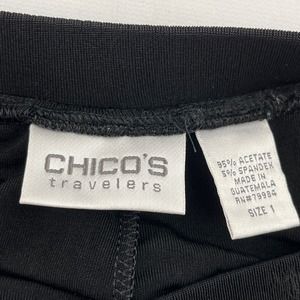 CHICO'S
travelers
95% ACETATE
5% SPANDEX
MADE IN
GUATEMALA
RN#79984
SIZE 1